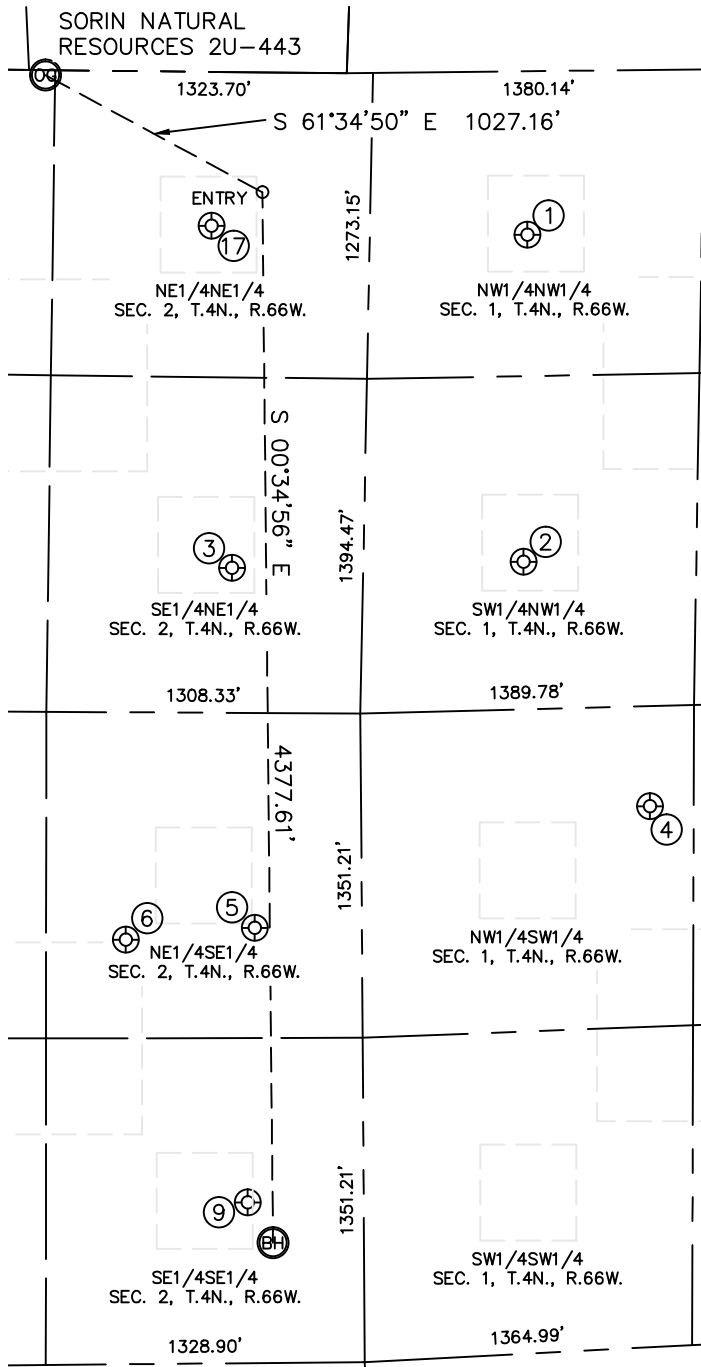 SORIN NATURAL
RESOURCES 2U-443
OG
1323.70'
1380.14'
S 61°34'50" E 1027.16'
ENTRY
17
1273.15'
1
NE1/4NE1/4
SEC. 2, T.4N., R.66W.
NW1/4NW1/4
SEC. 1, T.4N., R.66W.
S 00°34'56" E
3
1394.47'
2
SE1/4NE1/4
SEC. 2, T.4N., R.66W.
SW1/4NW1/4
SEC. 1, T.4N., R.66W.
1308.33'
1389.78'
4377.61'
4
1351.21'
6
5
NE1/4SE1/4
SEC. 2, T.4N., R.66W.
NW1/4SW1/4
SEC. 1, T.4N., R.66W.
1351.21'
9
BH
SE1/4SE1/4
SEC. 2, T.4N., R.66W.
SW1/4SW1/4
SEC. 1, T.4N., R.66W.
1328.90'
1364.99'